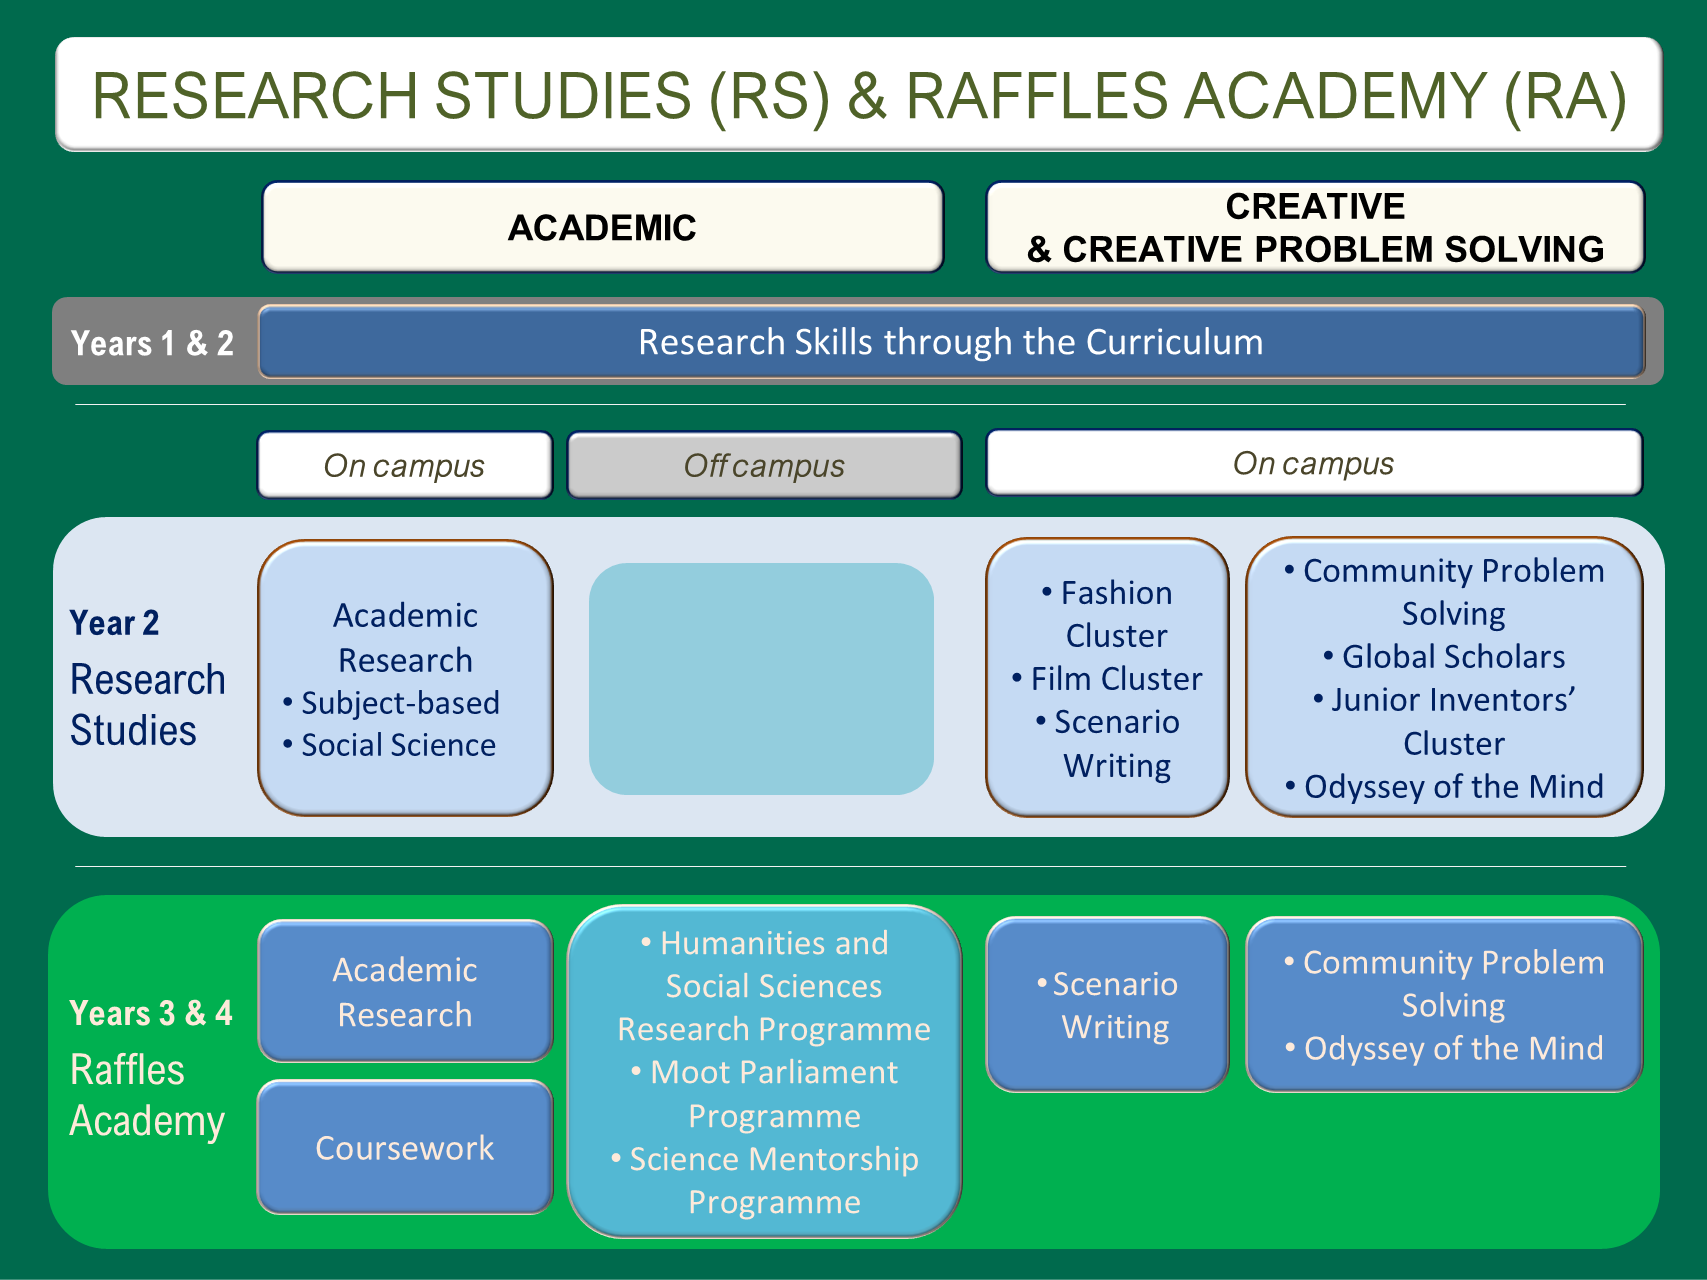 RESEARCH STUDIES (RS) & RAFFLES ACADEMY (RA)
ACADEMIC
CREATIVE
& CREATIVE PROBLEM SOLVING
Years 1 & 2
Research Skills through the Curriculum
On campus
Off campus
On campus
Year 2
Research
Studies
Academic
Research
• Subject-based
• Social Science
• Fashion
Cluster
• Film Cluster
• Scenario
Writing
• Community Problem
Solving
• Global Scholars
• Junior Inventors’
Cluster
• Odyssey of the Mind
Years 3 & 4
Raffles
Academy
Academic
Research
Coursework
• Humanities and
Social Sciences
Research Programme
• Moot Parliament
Programme
• Science Mentorship
Programme
• Scenario
Writing
• Community Problem
Solving
• Odyssey of the Mind